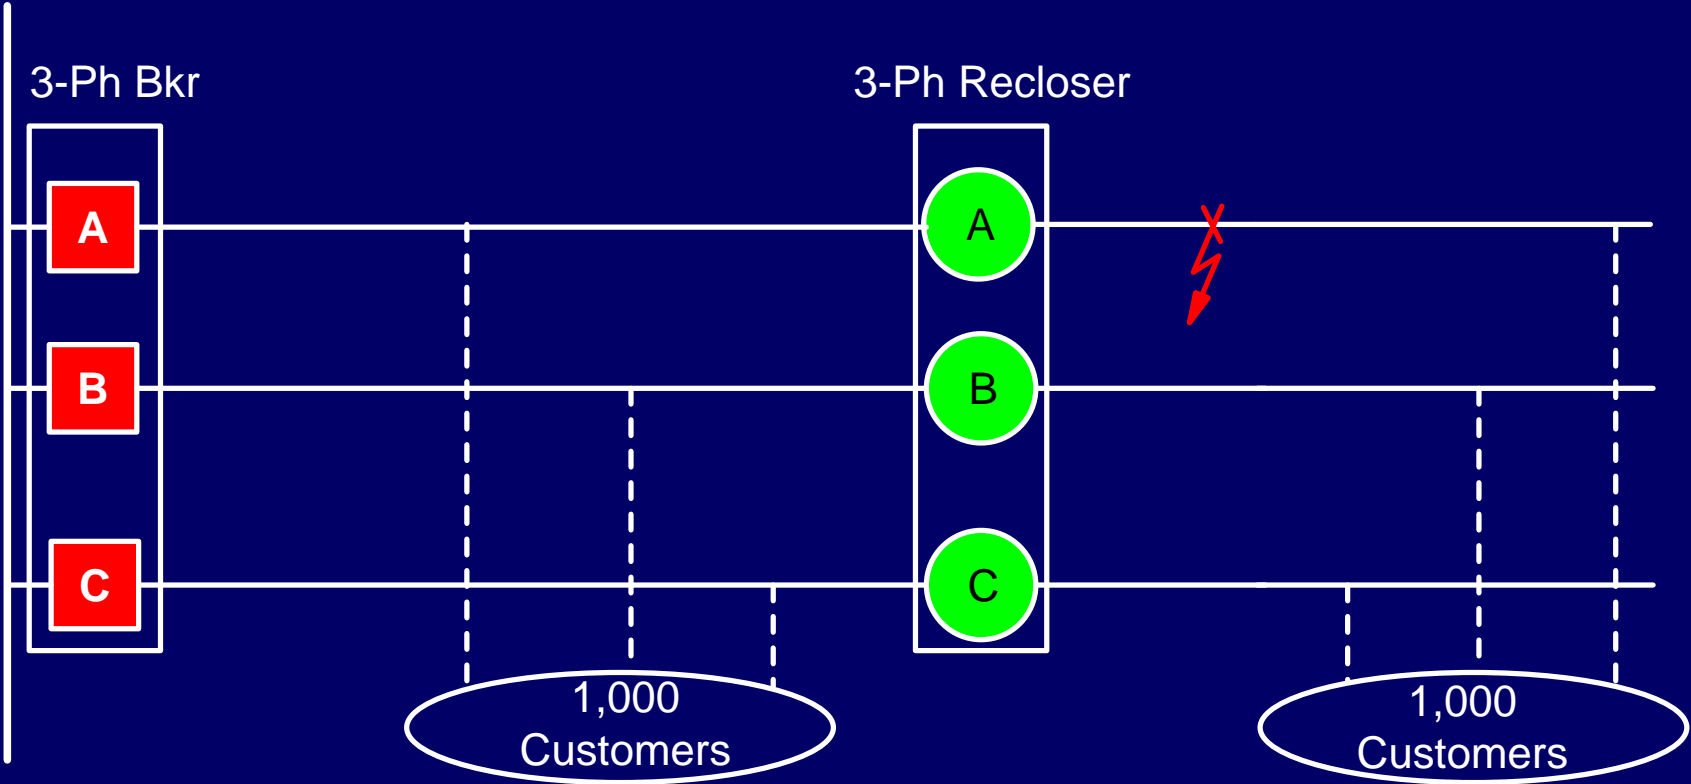 3-Ph Bkr
3-Ph Recloser
A
A
B
B
C
C
1,000
Customers
1,000
Customers